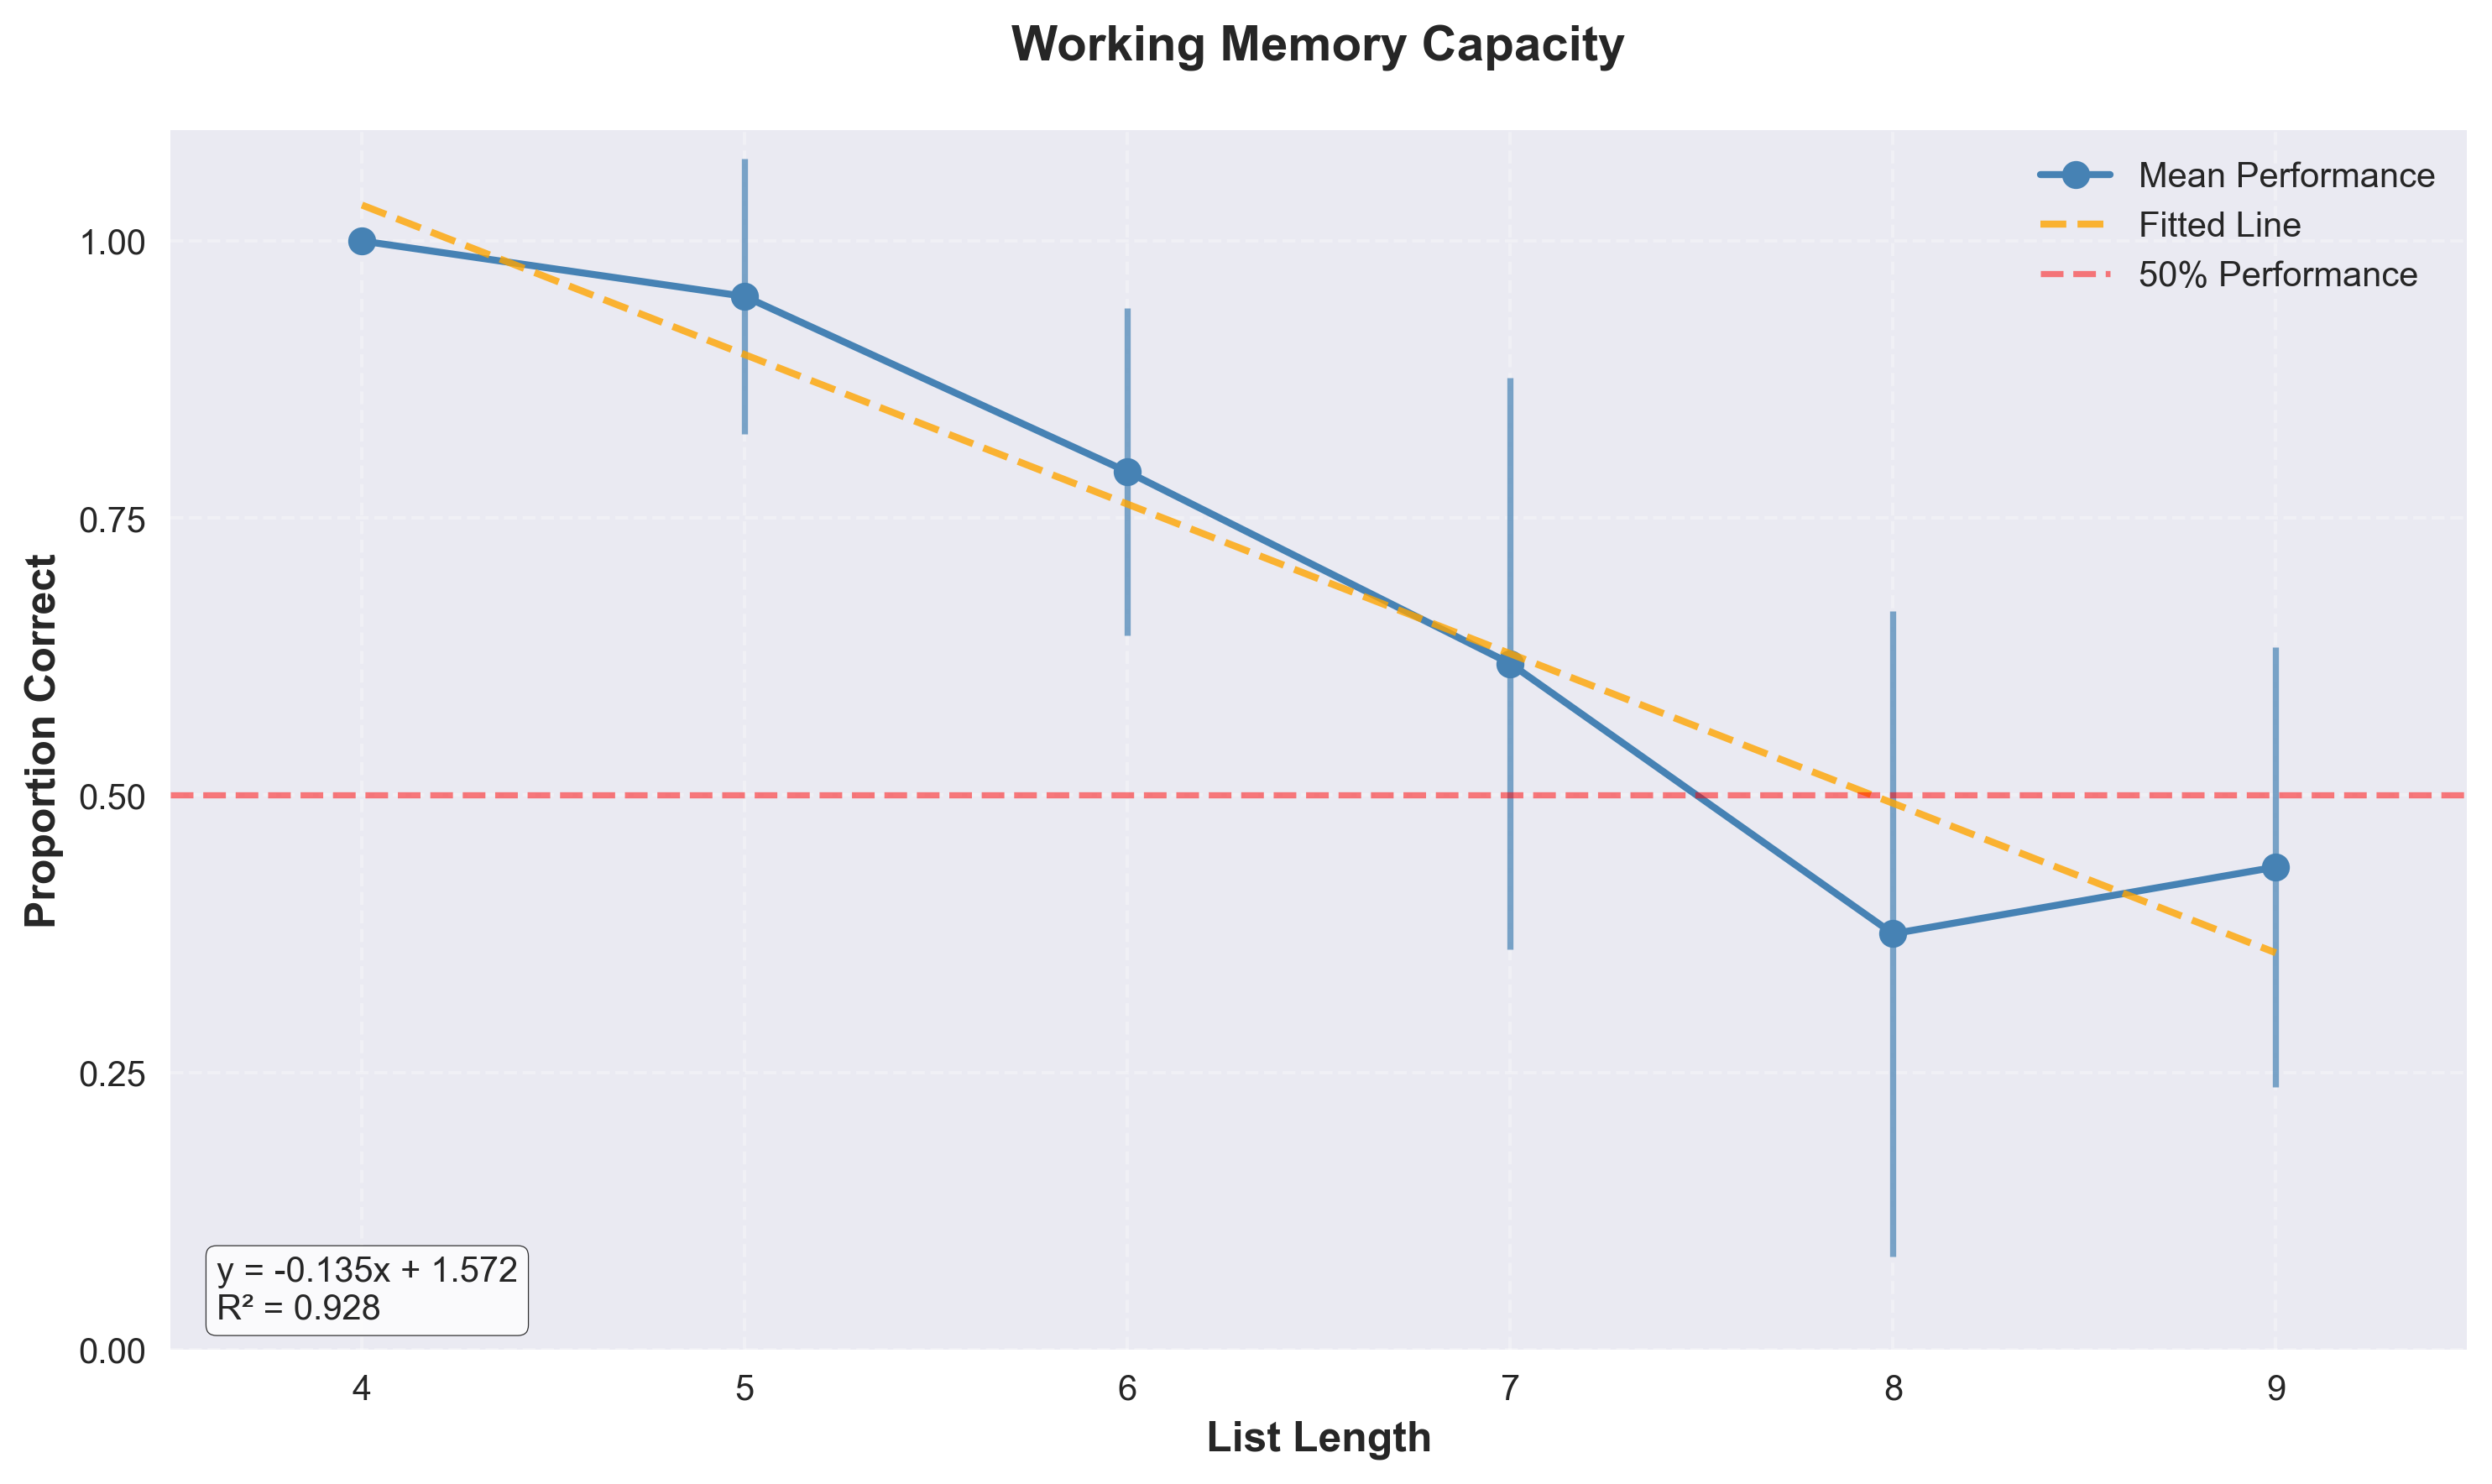 Working Memory Capacity
Mean Performance
Fitted Line
50% Performance
1.00
0.75
0.50
0.25
0.00
Proportion Correct
y = -0.135x + 1.572
R² = 0.928
4 5 6 7 8 9
List Length